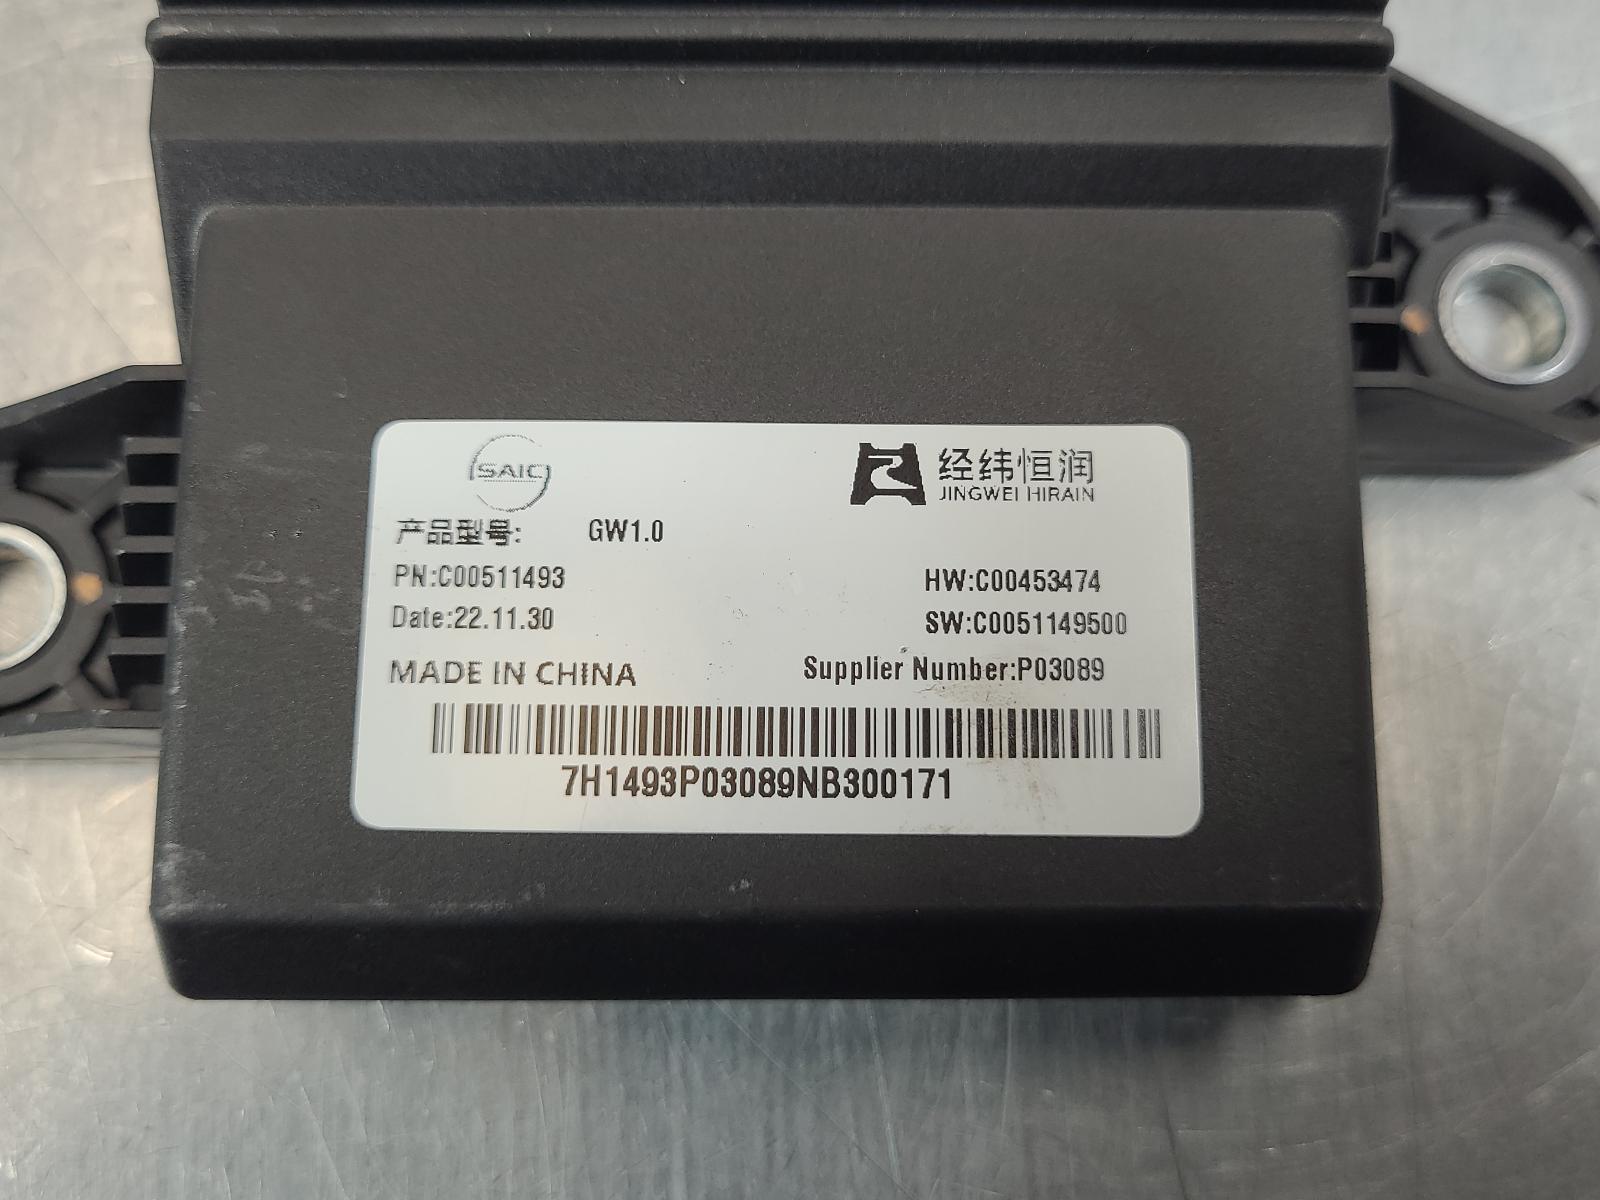 SAIC
经纬恒润
JINGWEI HIRAIN
产品型号: GW1.0
PN:C00511493
HW:C00453474
Date:22.11.30
SW:C0051149500
MADE IN CHINA
Supplier Number:P03089
7H1493P03089NB300171